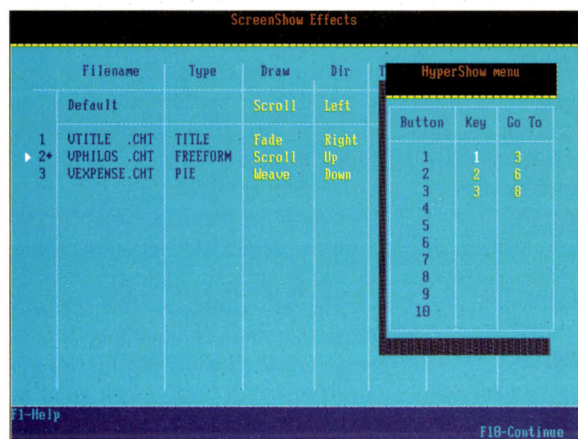 ScreenShow Effects
Filename Type Draw Dir T
Default Scroll Left
1 VTITLE .CHT TITLE Fade Right
2♦ VPHILOS .CHT FREEFORM Scroll Up
3 VEXPENSE.CHT PIE Weave Down
HyperShow menu
Button Key Go To
1 1 3
2 2 6
3 3 8
4
5
6
7
8
9
10
F1-Help
F10-Continue